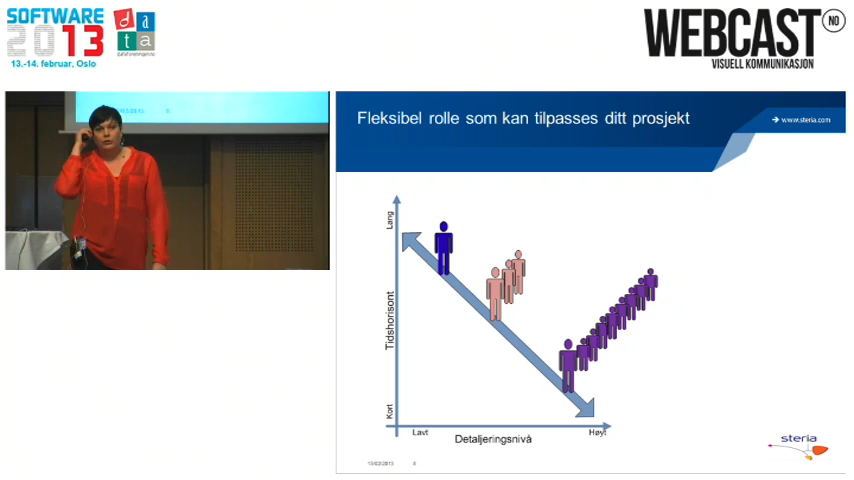 SOFTWARE
2013
13.-14. februar, Oslo
data
WEBCAST
NO
VISUELL KOMMUNIKASJON
Fleksibel rolle som kan tilpasses ditt prosjekt
www.steria.com
Lang
Tidshorisont
Kort
Lavt
Høyt
Detaljeringsnivå
steria
13/02/2013